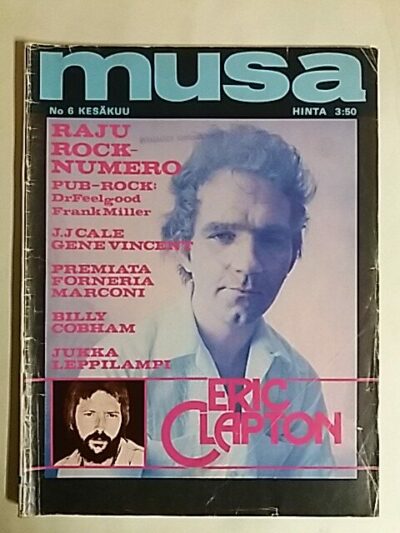 musa
No 6 KESÄKUU
HINTA 3:50
RAJU
ROCK-
NUMERO
PUB-ROCK:
DrFeelgood
Frank Miller
J.J CALE
GENE VINCENT
PREMIATA
FORNERIA
MARCONI
BILLY
COBHAM
JUKKA
LEPPILAMPI
ERIC
CLAPTON